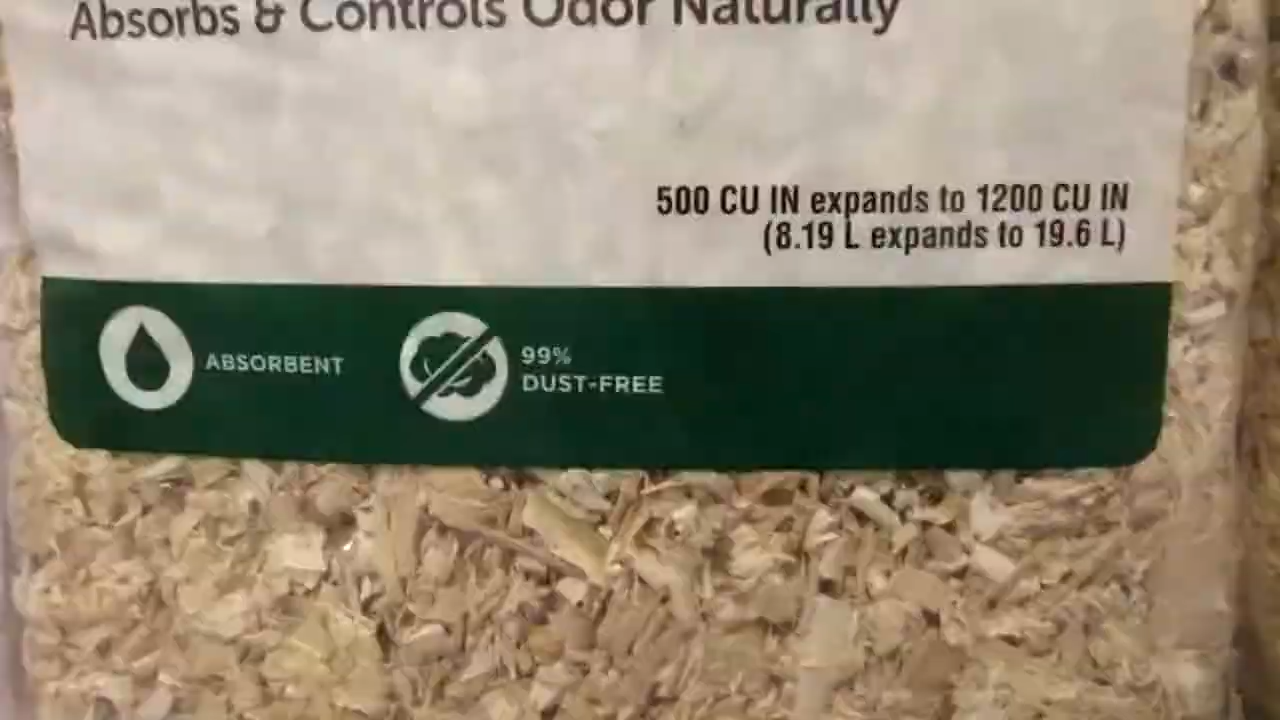 Absorbs & Controls Odor Naturally
500 CU IN expands to 1200 CU IN
(8.19 L expands to 19.6 L)
ABSORBENT
99%
DUST-FREE